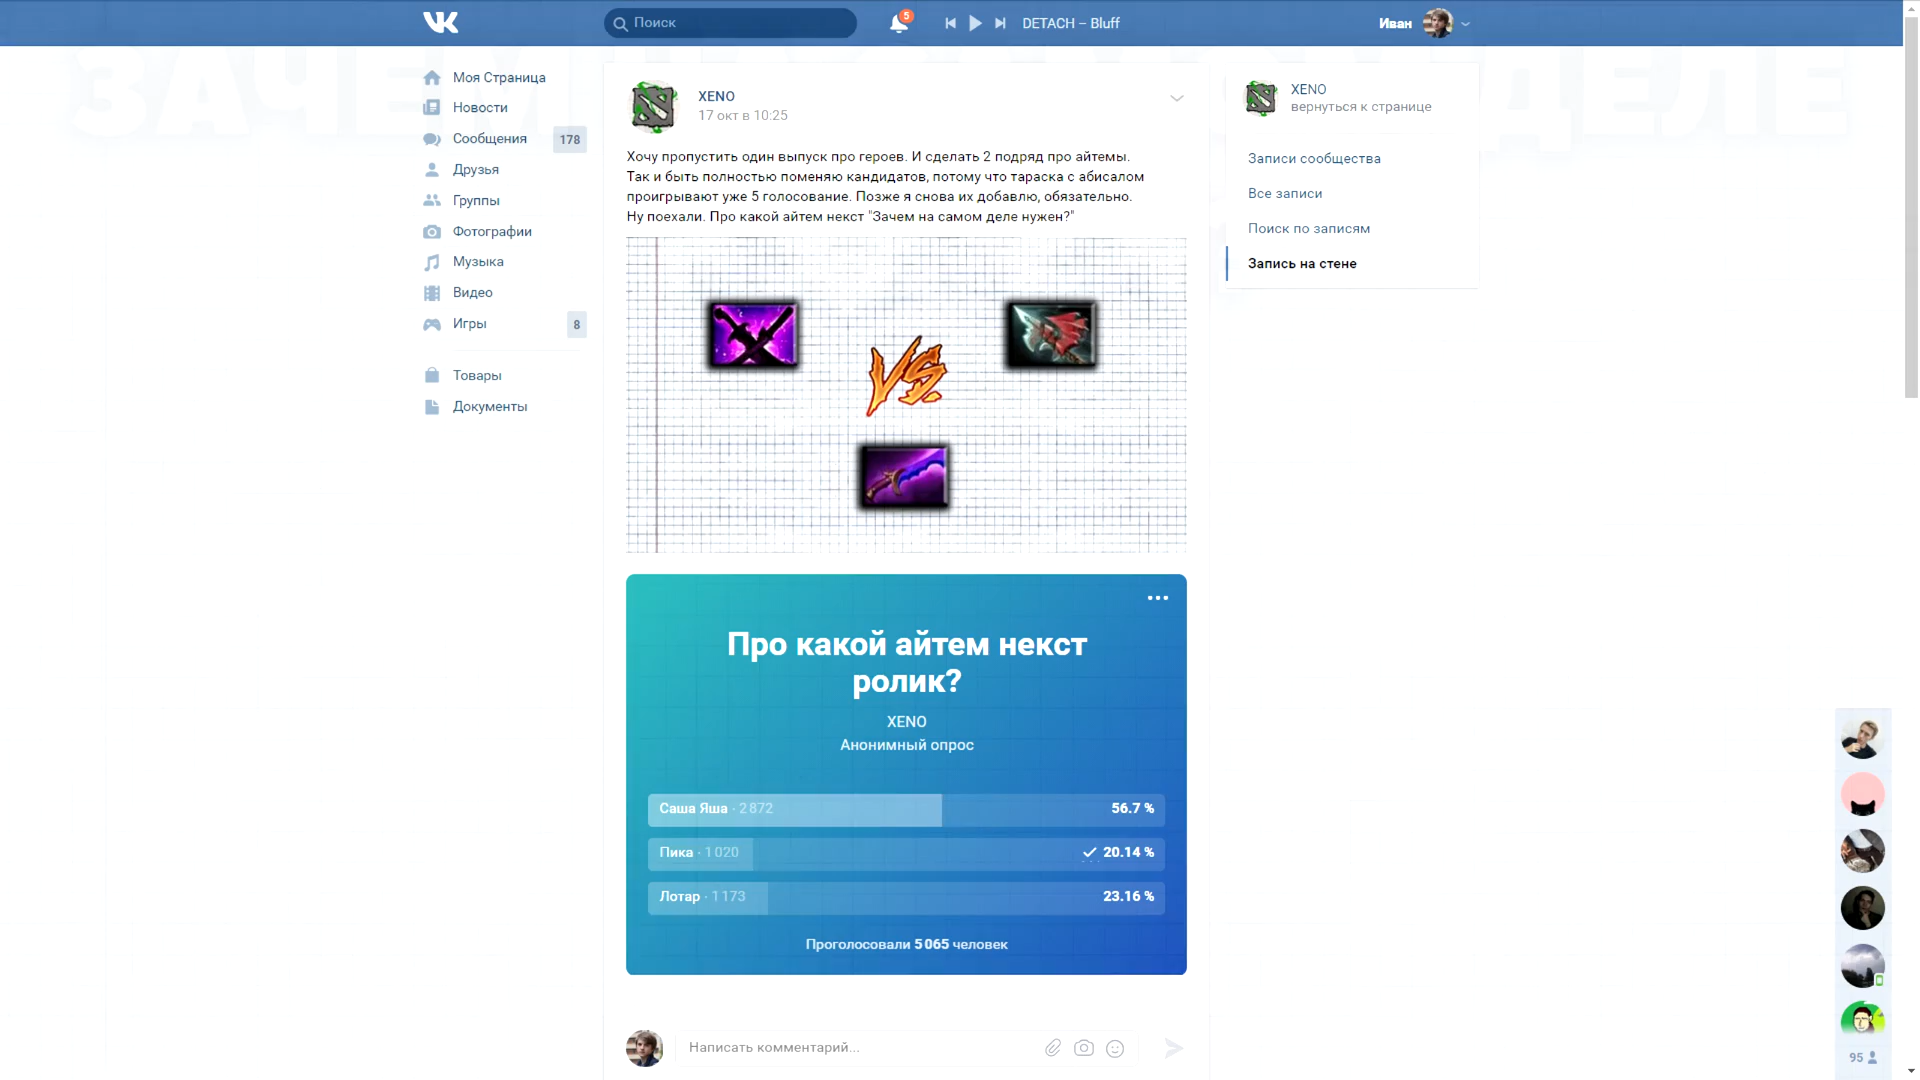 Поиск
5
DETACH – Bluff
Иван
Моя Страница
Новости
Сообщения
178
Друзья
Группы
Фотографии
Музыка
Видео
Игры
8
Товары
Документы
XENO
17 окт в 10:25
Хочу пропустить один выпуск про героев. И сделать 2 подряд про айтемы.
Так и быть полностью поменяю кандидатов, потому что тараска с абисалом
проигрывают уже 5 голосование. Позже я снова их добавлю, обязательно.
Ну поехали. Про какой айтем некст "Зачем на самом деле нужен?"
VS.
Про какой айтем некст
ролик?
XENO
Анонимный опрос
Саша Яша · 2 872
56.7 %
Пика · 1 020
20.14 %
Лотар · 1 173
23.16 %
Проголосовали 5 065 человек
Написать комментарий...
XENO
вернуться к странице
Записи сообщества
Все записи
Поиск по записям
Запись на стене
95
ЗАЧЕМ
ДЕЛЕ